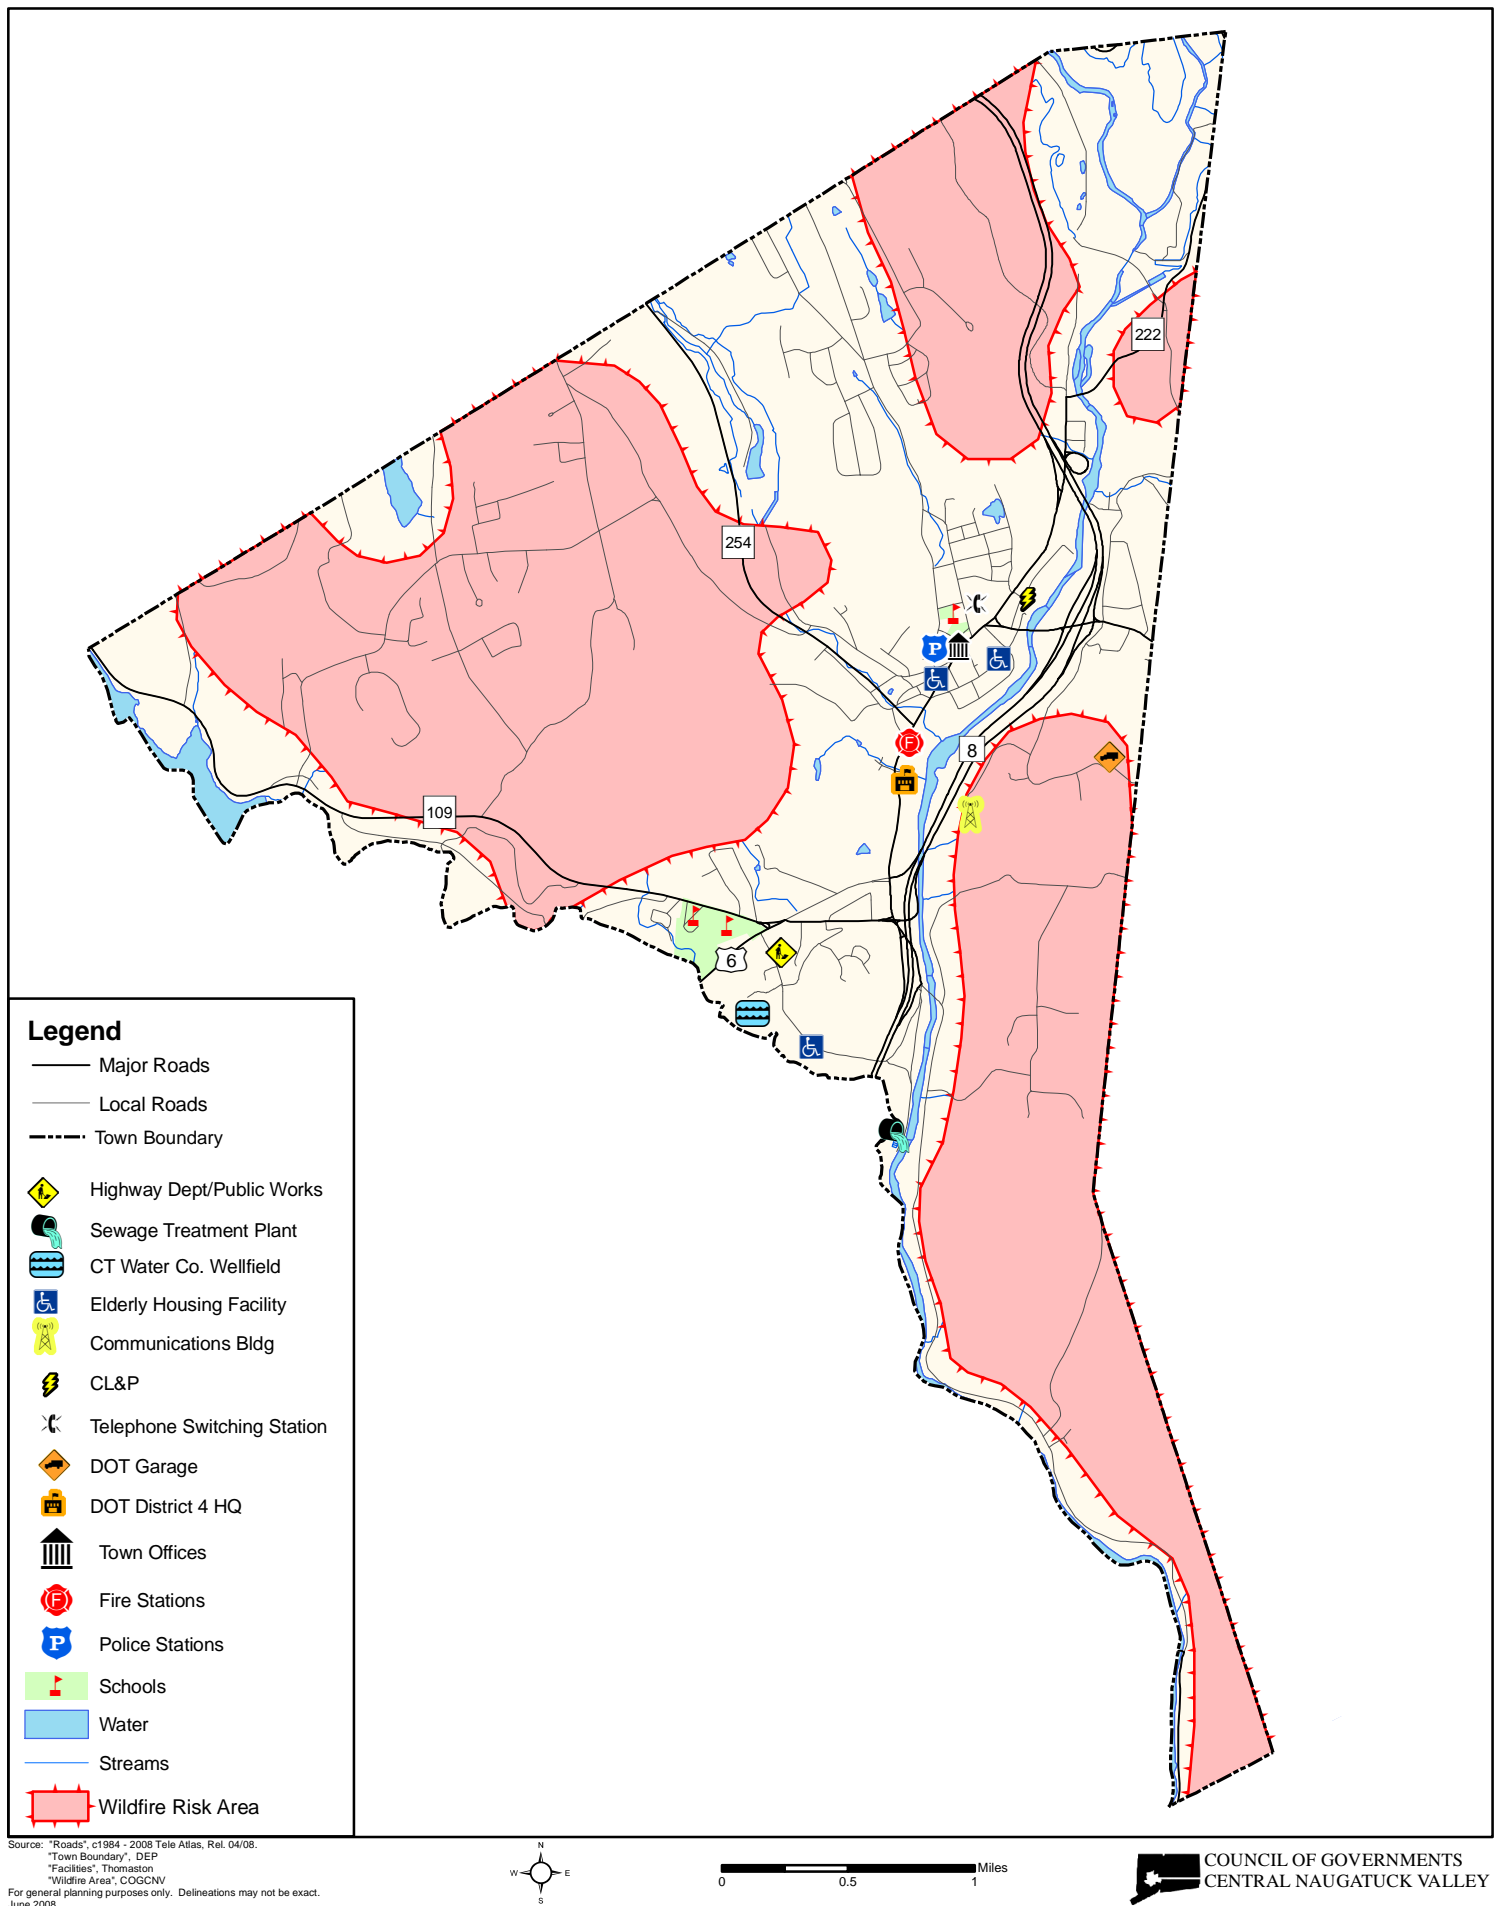 222
254
P
F
8
109
6
Legend
Major Roads
Local Roads
Town Boundary
Highway Dept/Public Works
Sewage Treatment Plant
CT Water Co. Wellfield
Elderly Housing Facility
Communications Bldg
CL&P
Telephone Switching Station
DOT Garage
DOT District 4 HQ
Town Offices
F Fire Stations
P Police Stations
Schools
Water
Streams
Wildfire Risk Area
Source: "Roads", c1984 - 2008 Tele Atlas, Rel. 04/08.
"Town Boundary", DEP
"Facilities", Thomaston
"Wildfire Area", COGCNV
For general planning purposes only. Delineations may not be exact.
June 2008
N
W E
S
Miles
0 0.5 1
COUNCIL OF GOVERNMENTS
CENTRAL NAUGATUCK VALLEY